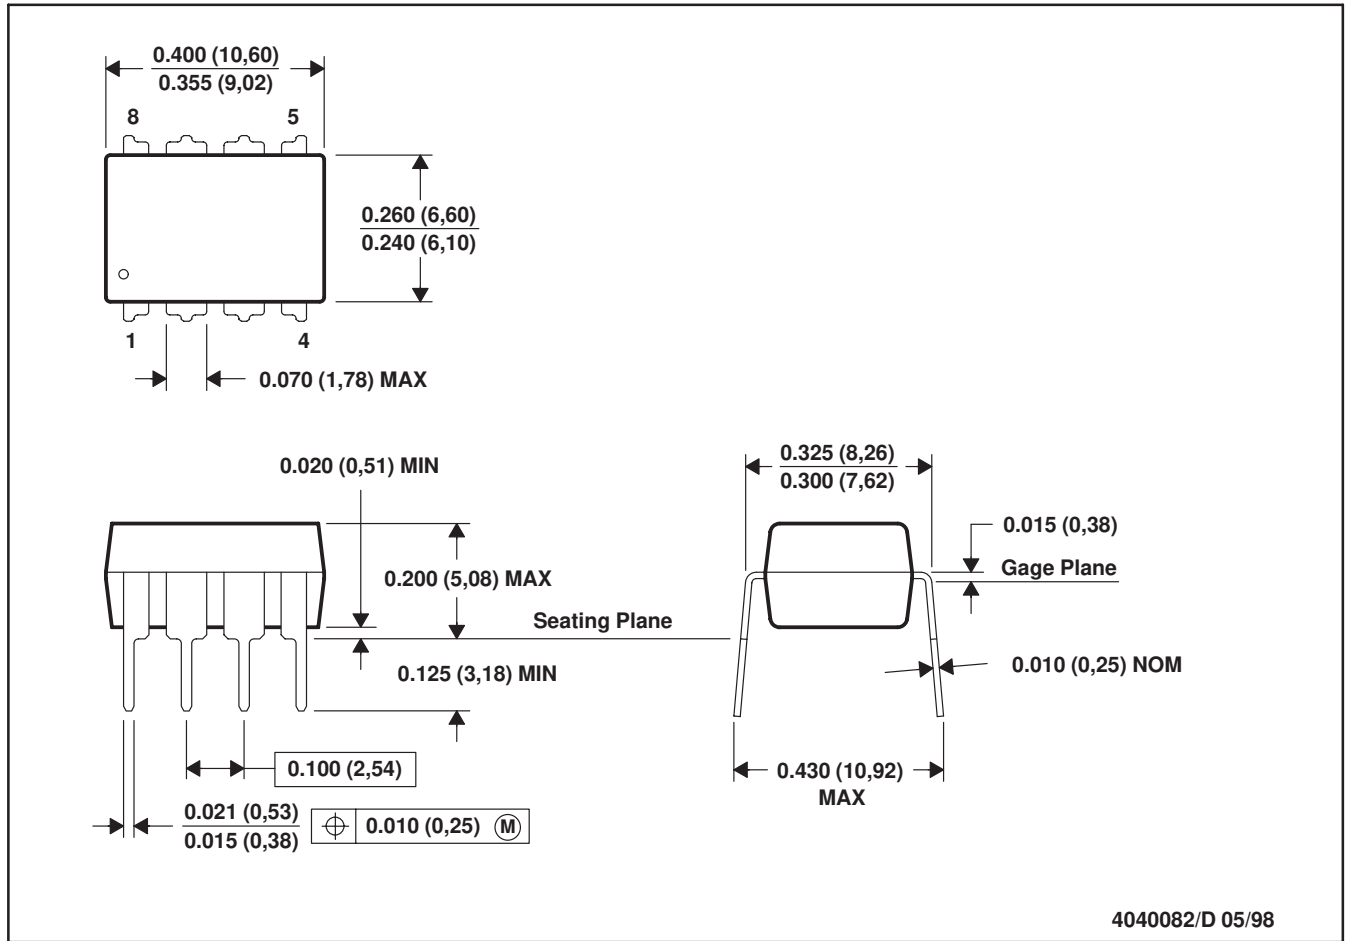 0.400 (10,60)
0.355 (9,02)
8
5
0.260 (6,60)
0.240 (6,10)
1
4
0.070 (1,78) MAX
0.020 (0,51) MIN
0.200 (5,08) MAX
Seating Plane
0.125 (3,18) MIN
0.100 (2,54)
0.021 (0,53)
0.015 (0,38)
0.010 (0,25) M
0.325 (8,26)
0.300 (7,62)
0.015 (0,38)
Gage Plane
0.010 (0,25) NOM
0.430 (10,92)
MAX
4040082/D 05/98